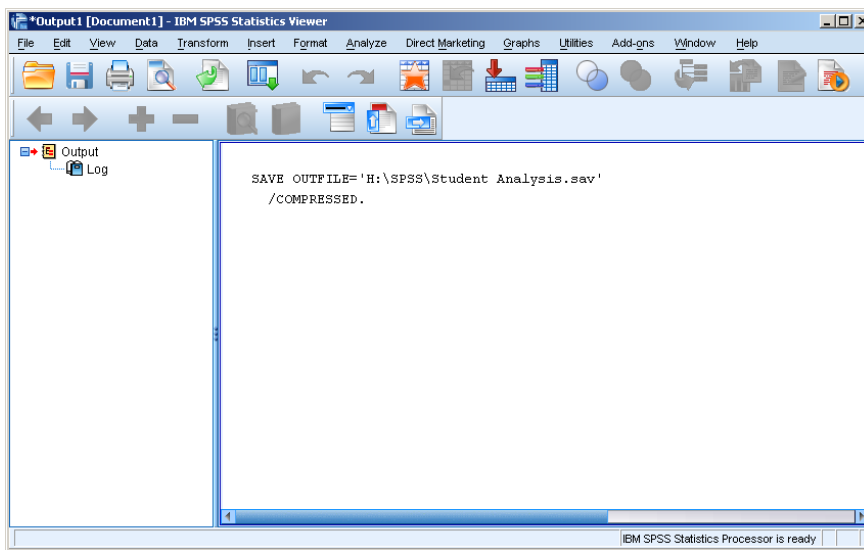 *Output1 [Document1] - IBM SPSS Statistics Viewer
File Edit View Data Transform Insert Format Analyze Direct Marketing Graphs Utilities Add-ons Window Help
Output
Log
SAVE OUTFILE='H:\SPSS\Student Analysis.sav'
/COMPRESSED.
IBM SPSS Statistics Processor is ready